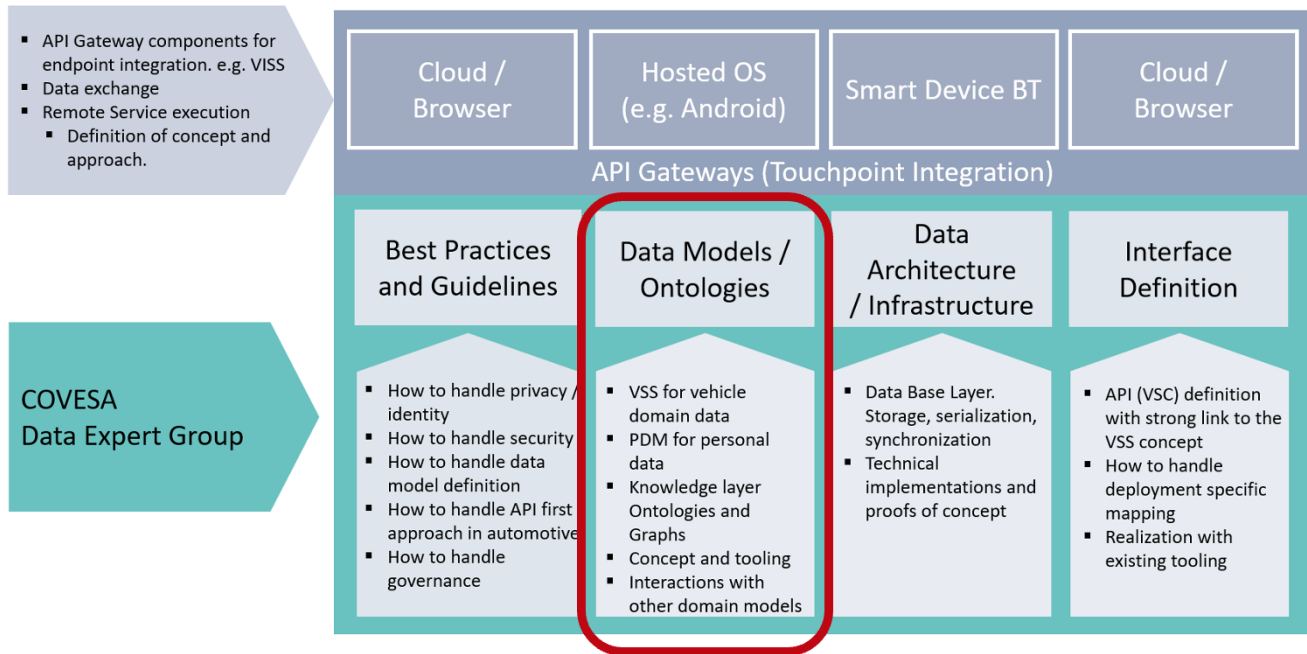 ▪ API Gateway components for
endpoint integration. e.g. VISS
▪ Data exchange
▪ Remote Service execution
▪ Definition of concept and
approach.
Cloud /
Browser
Hosted OS
(e.g. Android)
Smart Device BT
Cloud /
Browser
API Gateways (Touchpoint Integration)
COVESA
Data Expert Group
Best Practices
and Guidelines
▪ How to handle privacy /
identity
▪ How to handle security
▪ How to handle data
model definition
▪ How to handle API first
approach in automotive
▪ How to handle
governance
Data Models /
Ontologies
▪ VSS for vehicle
domain data
▪ PDM for personal
data
▪ Knowledge layer
Ontologies and
Graphs
▪ Concept and tooling
▪ Interactions with
other domain models
Data
Architecture
/ Infrastructure
▪ Data Base Layer.
Storage, serialization,
synchronization
▪ Technical
implementations and
proofs of concept
Interface
Definition
▪ API (VSC) definition
with strong link to the
VSS concept
▪ How to handle
deployment specific
mapping
▪ Realization with
existing tooling